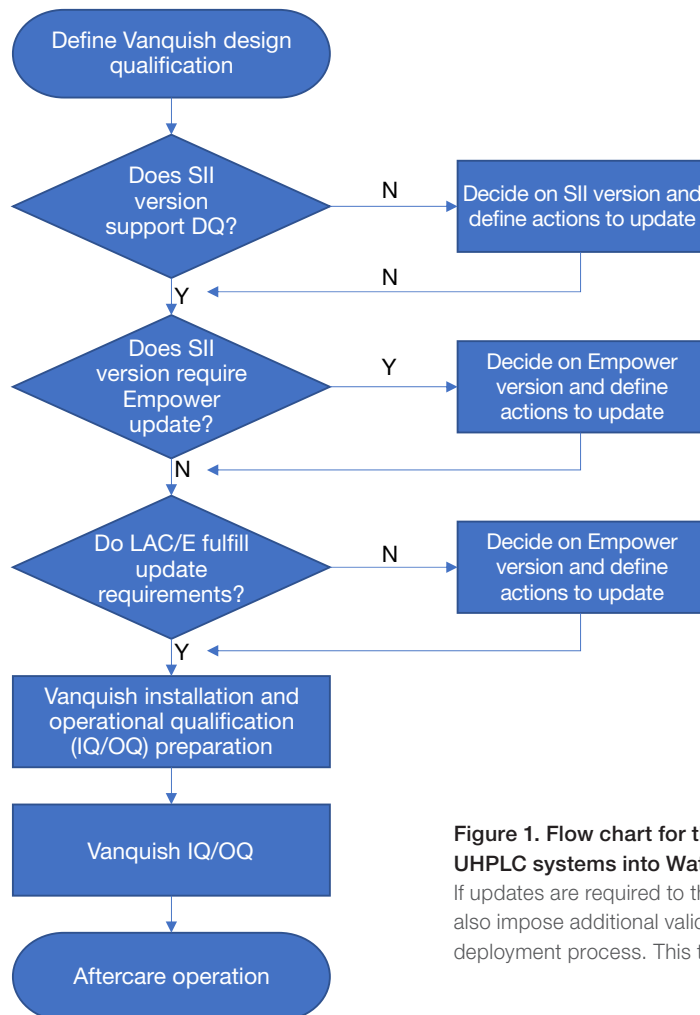 Define Vanquish design
qualification
Does SII
version
support DQ?
N
Decide on SII version and
define actions to update
N
Y
Does SII
version require
Empower
update?
Y
Decide on Empower
version and define
actions to update
N
Do LAC/E fulfill
update
requirements?
N
Decide on Empower
version and define
actions to update
Y
Vanquish installation and
operational qualification
(IQ/OQ) preparation
Vanquish IQ/OQ
Aftercare operation
Figure 1. Flow chart for
UHPLC systems into
If updates are required to
also impose additional
deployment process. This